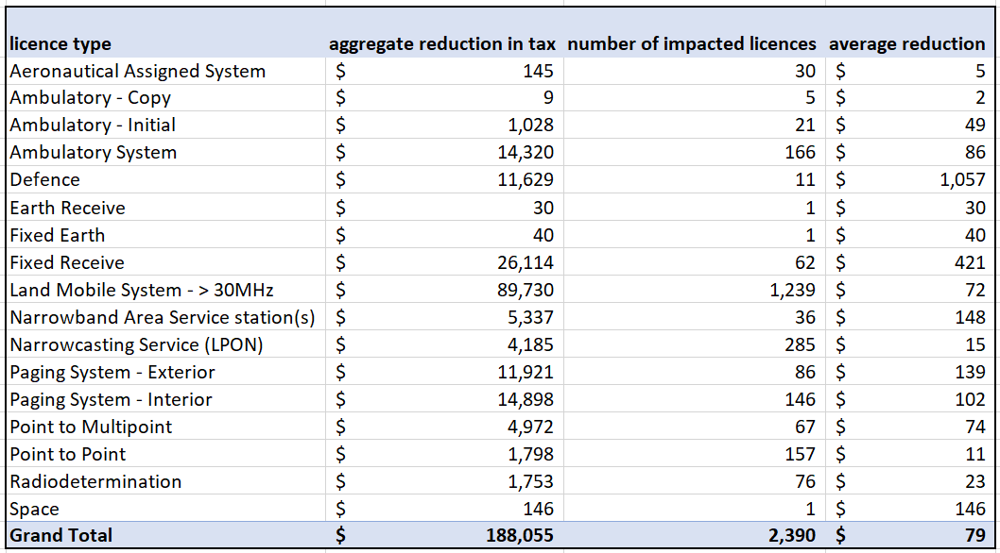 licence type aggregate reduction in tax number of impacted licences average reduction
Aeronautical Assigned System $ 145 30 $ 5
Ambulatory - Copy $ 9 5 $ 2
Ambulatory - Initial $ 1,028 21 $ 49
Ambulatory System $ 14,320 166 $ 86
Defence $ 11,629 11 $ 1,057
Earth Receive $ 30 1 $ 30
Fixed Earth $ 40 1 $ 40
Fixed Receive $ 26,114 62 $ 421
Land Mobile System - > 30MHz $ 89,730 1,239 $ 72
Narrowband Area Service station(s) $ 5,337 36 $ 148
Narrowcasting Service (LPON) $ 4,185 285 $ 15
Paging System - Exterior $ 11,921 86 $ 139
Paging System - Interior $ 14,898 146 $ 102
Point to Multipoint $ 4,972 67 $ 74
Point to Point $ 1,798 157 $ 11
Radiodetermination $ 1,753 76 $ 23
Space $ 146 1 $ 146
Grand Total $ 188,055 2,390 $ 79